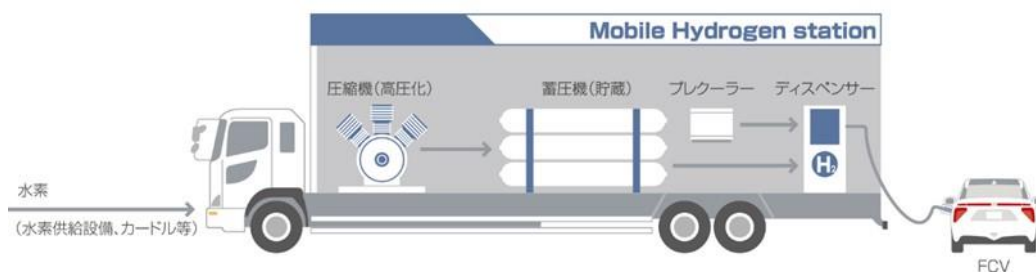 Mobile Hydrogen station
圧縮機(高圧化)
蓄圧機(貯蔵)
プレクーラー
ディスペンサー
H2
水素
(水素供給設備、カードル等)
FCV